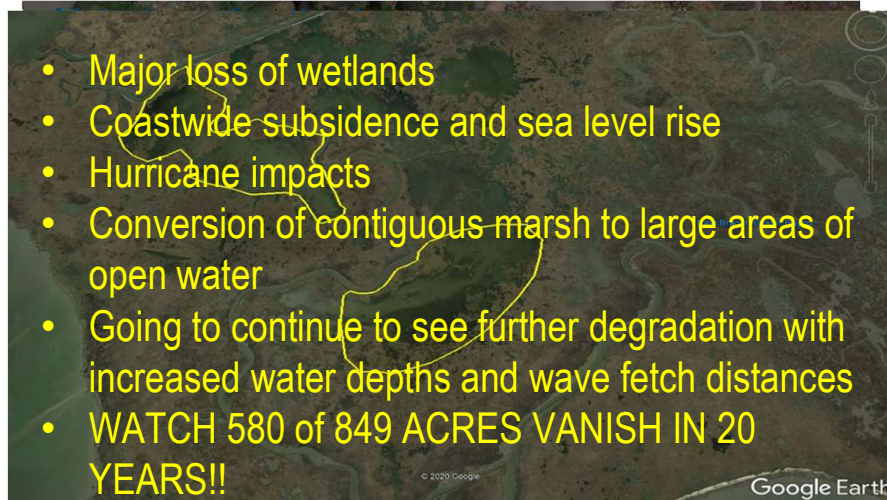 • Major loss of wetlands
• Coastwide subsidence and sea level rise
• Hurricane impacts
• Conversion of contiguous marsh to large areas of
open water
• Going to continue to see further degradation with
increased water depths and wave fetch distances
• WATCH 580 of 849 ACRES VANISH IN 20
YEARS!!
© 2020 Google
Google Earth